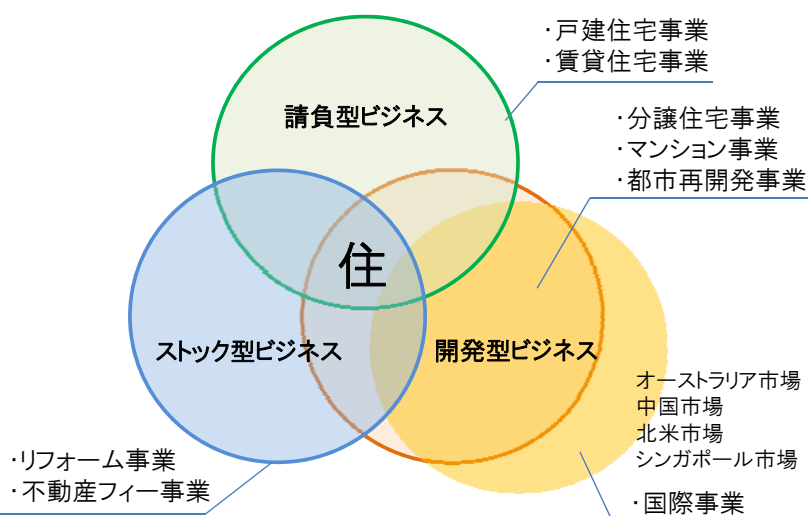 ・戸建住宅事業
・賃貸住宅事業
請負型ビジネス
・分譲住宅事業
・マンション事業
・都市再開発事業
住
ストック型ビジネス
開発型ビジネス
オーストラリア市場
中国市場
北米市場
シンガポール市場
・リフォーム事業
・不動産フィー事業
・国際事業